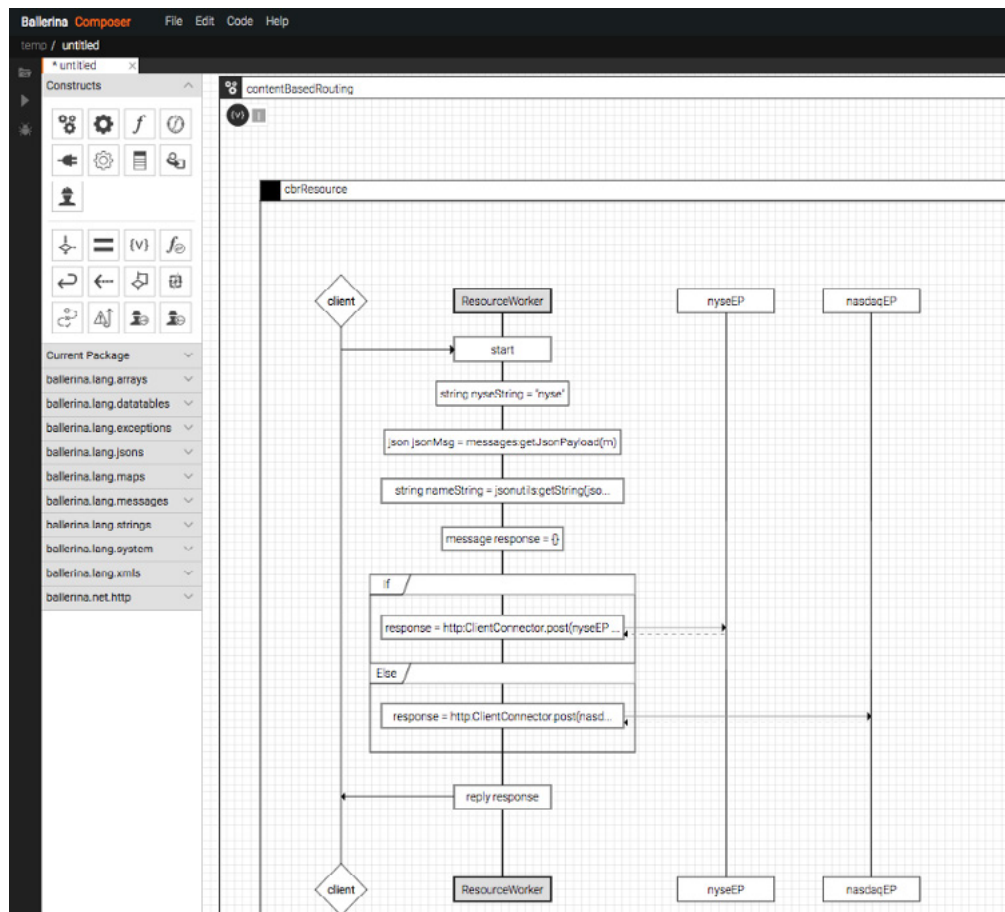 Ballerina Composer File Edit Code Help
temp / untitled
* untitled ×
Constructs
contentBasedRouting
{V}
I
cbrResource
f
{V}
f
client ResourceWorker nyseEP nasdaqEP
start
string nyseString = "nyse"
json jsonMsg = messages:getJsonPayload(m)
string nameString = jsonutils:getString(jso...
message response = {}
If
response = http:ClientConnector.post(nyseEP ...
Else
response = http:ClientConnector.post(nasd...
reply response
client ResourceWorker nyseEP nasdaqEP
Current Package
ballerina.lang.arrays
ballerina.lang.datatables
ballerina.lang.exceptions
ballerina.lang.jsons
ballerina.lang.maps
ballerina.lang.messages
ballerina.lang.strings
ballerina.lang.system
ballerina.lang.xmls
ballerina.net.http